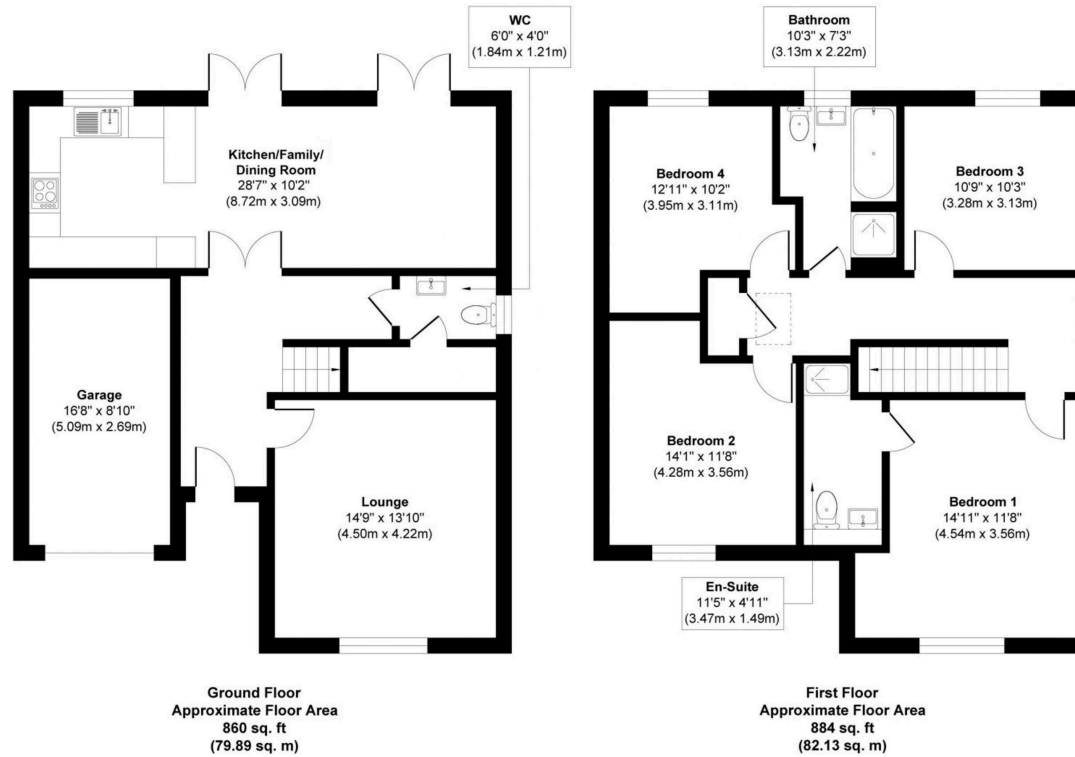 WC
6'0" x 4'0"
(1.84m x 1.21m)
Kitchen/Family/
Dining Room
28'7" x 10'2"
(8.72m x 3.09m)
Garage
16'8" x 8'10"
(5.09m x 2.69m)
Lounge
14'9" x 13'10"
(4.50m x 4.22m)
Ground Floor
Approximate Floor Area
860 sq. ft
(79.89 sq. m)
Bathroom
10'3" x 7'3"
(3.13m x 2.22m)
Bedroom 4
12'11" x 10'2"
(3.95m x 3.11m)
Bedroom 3
10'9" x 10'3"
(3.28m x 3.13m)
Bedroom 2
14'1" x 11'8"
(4.28m x 3.56m)
Bedroom 1
14'11" x 11'8"
(4.54m x 3.56m)
En-Suite
11'5" x 4'11"
(3.47m x 1.49m)
First Floor
Approximate Floor Area
884 sq. ft
(82.13 sq. m)